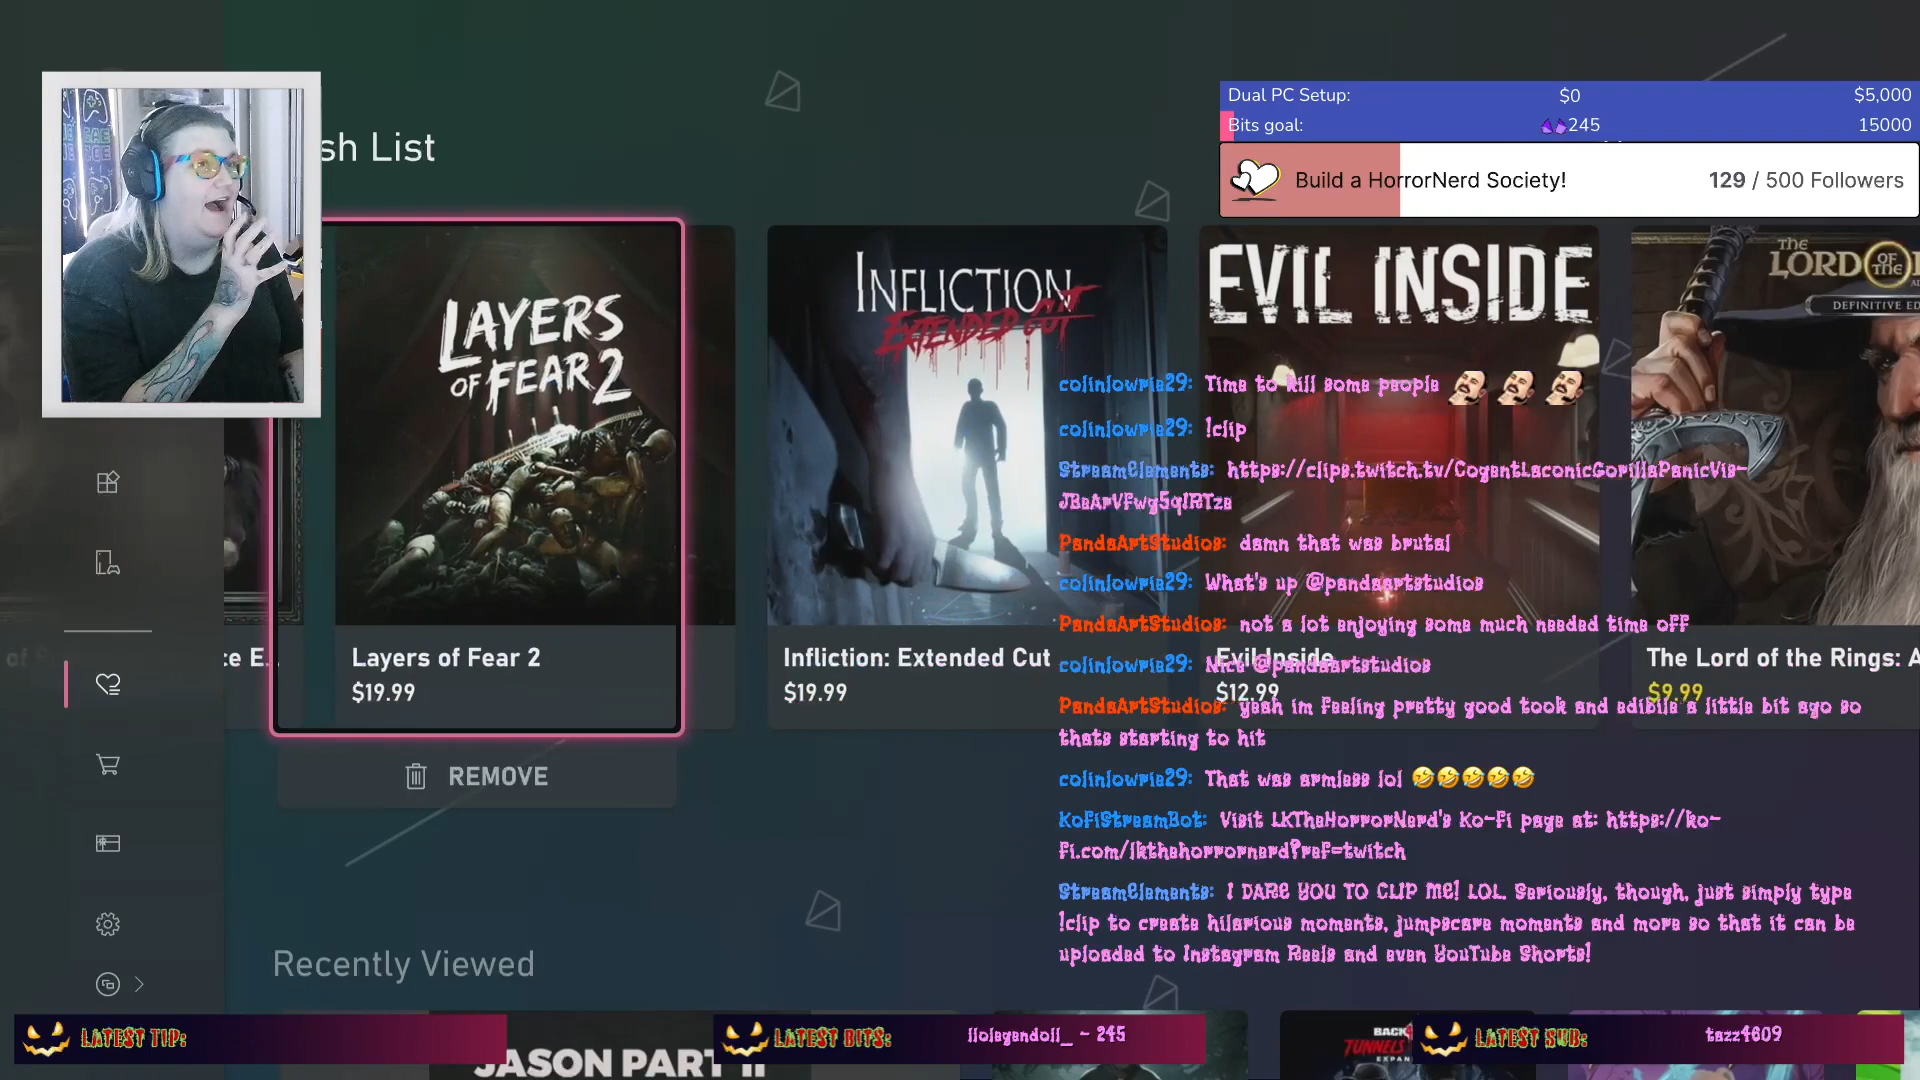 sh List
Dual PC Setup: $0 $5,000
Bits goal: 245 15000
Build a HorrorNerd Society! 129 / 500 Followers
LAYERS
OF FEAR 2
INFLICTION
EXTENDED CUT
EVIL INSIDE
THE
LORD OF THE
DEFINITIVE ED
colinlowrie29: Time to kill some people
colinlowrie29: !clip
StreamElements: https://clips.twitch.tv/CogentLaconicGorillaPanicVis-
PandaArtStudios: damn that was brutal
colinlowrie29: What's up @pandaartstudios
PandaArtStudios: not a lot enjoying some much needed time off
colinlowrie29: Nice @pandaartstudios
PandaArtStudios: yeah im feeling pretty good took and edibile a little bit ago so
thats starting to hit
colinlowrie29: That was armless lol 🤣🤣🤣🤣🤣
KofiStreamBot: Visit LKTheHorrorNerd's Ko-fi page at: https://ko-
fi.com/lkthehorrornerd?ref=twitch
StreamElements: I DARE YOU TO CLIP ME! LOL. Seriously, though, just simply type
!clip to create hilarious moments, jumpscare moments and more so that it can be
uploaded to Instagram Reels and even YouTube Shorts!
ce E...
Layers of Fear 2
$19.99
Infliction: Extended Cut
$19.99
Evil Inside
$12.99
The Lord of the Rings: A
$9.99
REMOVE
Recently Viewed
LATEST TIP:
LATEST BITS: llolegendoll_ - 245
LATEST SUB: tazz4609
JASON PART II
BACK
TUNNELS
EXPAN